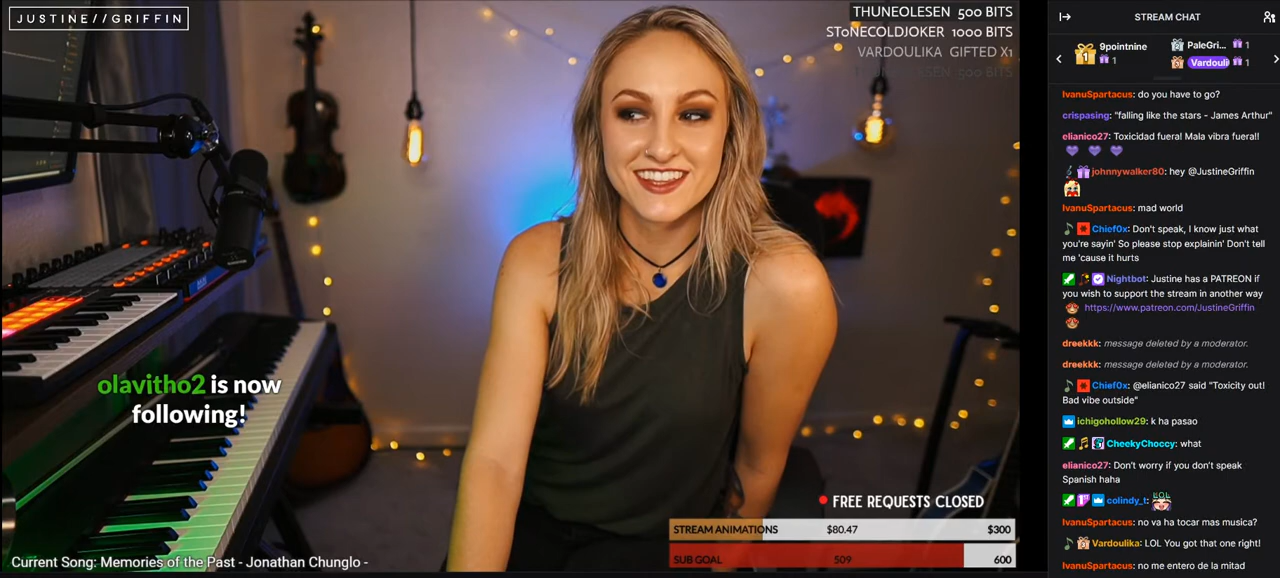 JUSTINE//GRIFFIN
THUNEOLESEN 500 BITS
STONECOLDJOKER 1000 BITS
VARDOULIKA GIFTED X1
500 BITS
olavitho2 is now
following!
FREE REQUESTS CLOSED
STREAM ANIMATIONS $80.47 $300
SUB GOAL 509 600
Current Song: Memories of the Past - Jonathan Chunglo -
STREAM CHAT
1 9pointnine 1
PaleGri... 1
Vardouli 1
IvanuSpartacus: do you have to go?
crispasing: "falling like the stars - James Arthur"
elianico27: Toxicidad fuera! Mala vibra fuera!!
💜 💜 💜
johnnywalker80: hey @JustineGriffin
IvanuSpartacus: mad world
Chief0x: Don't speak, I know just what
you're sayin' So please stop explainin' Don't tell
me 'cause it hurts
Nightbot: Justine has a PATREON if
you wish to support the stream in another way
https://www.patreon.com/JustineGriffin
dreekkk: message deleted by a moderator.
dreekkk: message deleted by a moderator.
Chief0x: @elianico27 said "Toxicity out!
Bad vibe outside"
ichigohollow29: k ha pasao
CheekyChoccy: what
elianico27: Don't worry if you don't speak
Spanish haha
colindy_t: LOL
IvanuSpartacus: no va ha tocar mas musica?
Vardoulika: LOL You got that one right!
IvanuSpartacus: no me entero de la mitad